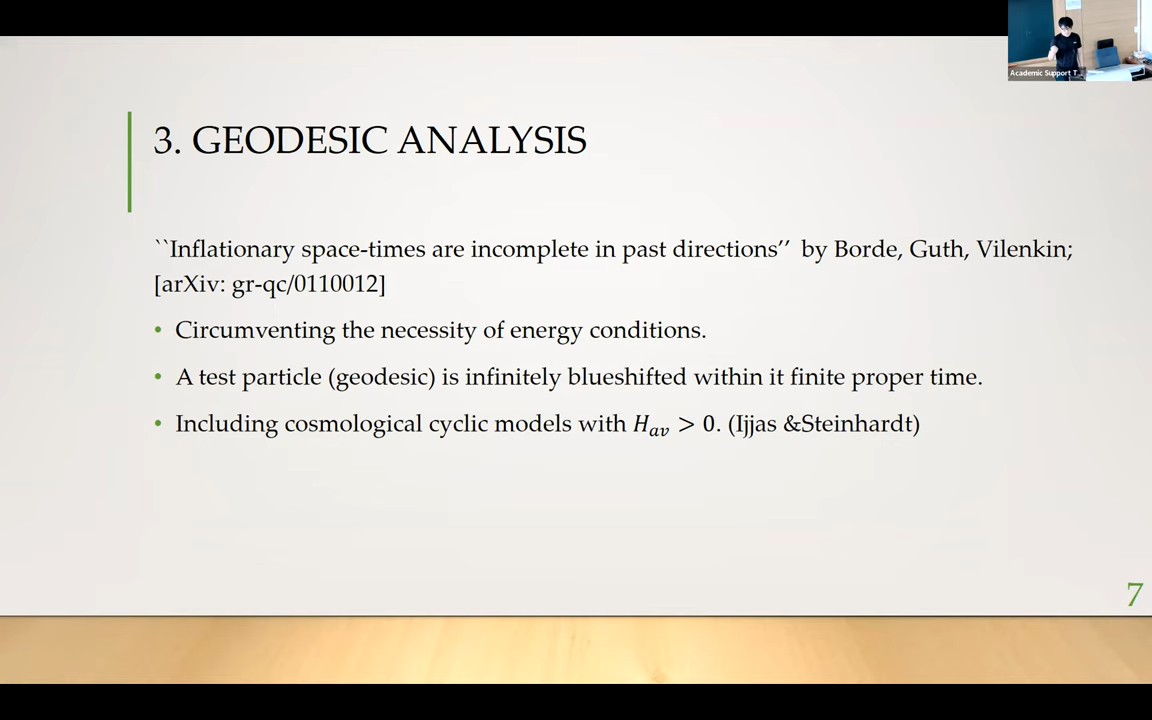 Academic Support T...
3. GEODESIC ANALYSIS
``Inflationary space-times are incomplete in past directions’’ by Borde, Guth, Vilenkin;
[arXiv: gr-qc/0110012]
• Circumventing the necessity of energy conditions.
• A test particle (geodesic) is infinitely blueshifted within it finite proper time.
• Including cosmological cyclic models with H_{av} > 0. (Ijjas &Steinhardt)
7